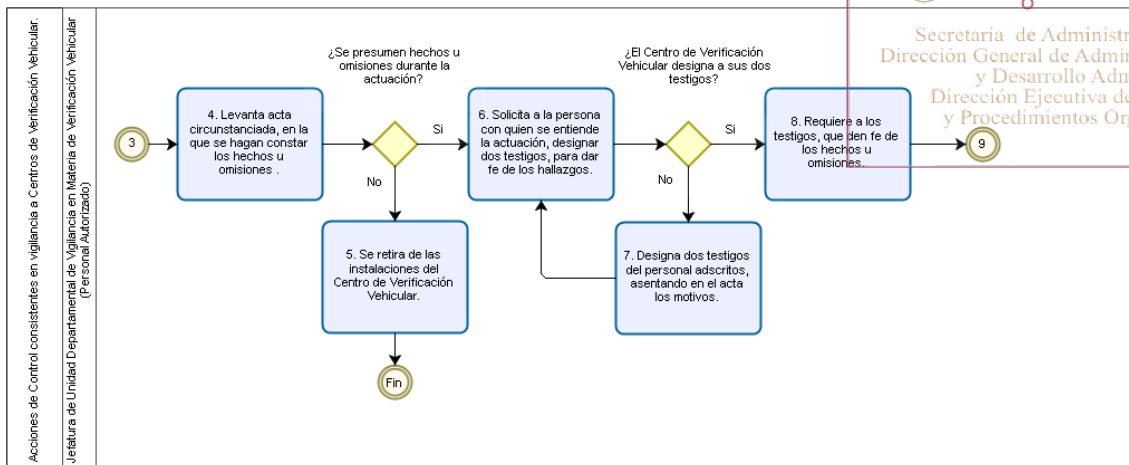 Acciones de Control consistentes en vigilancia a Centros de Verificación Vehicular.
Jefatura de Unidad Departamental de Vigilancia en Materia de Verificación Vehicular
(Personal Autorizado)
3
4. Levanta acta
circunstanciada, en la
que se hagan constar
los hechos u
omisiones .
¿Se presumen hechos u
omisiones durante la
actuación?
Si
No
5. Se retira de las
instalaciones del
Centro de Verificación
Vehicular.
Fin
6. Solicita a la persona
con quien se entiende
la actuación, designar
dos testigos, para dar
fe de los hallazgos.
¿El Centro de Verificación
Vehicular designa a sus dos
testigos?
Si
No
7. Designa dos testigos
del personal adscritos,
asentando en el acta
los motivos.
8. Requiere a los
testigos, que den fe de
los hechos u
omisiones.
9
Secretaría de Administr
Dirección General de Admin
y Desarrollo Adm
Dirección Ejecutiva de
y Procedimientos Org